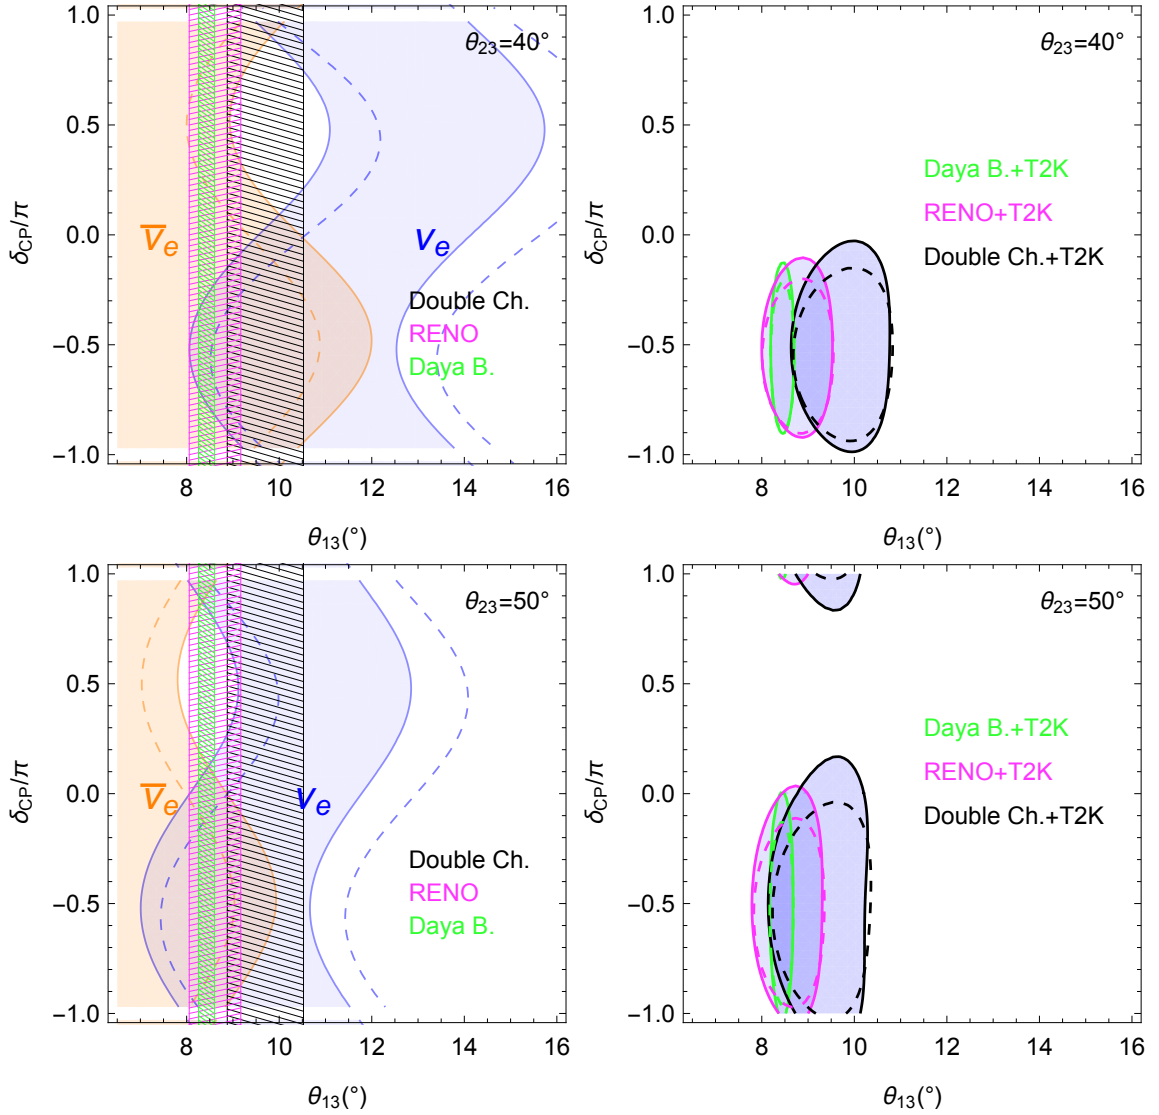 θ23=40°
1.0
0.5
0.0
−0.5
−1.0
δCP/π
ν̅e
νe
Double Ch.
RENO
Daya B.
8 10 12 14 16
θ13(°)
θ23=40°
1.0
0.5
0.0
−0.5
−1.0
δCP/π
Daya B.+T2K
RENO+T2K
Double Ch.+T2K
8 10 12 14 16
θ13(°)
θ23=50°
1.0
0.5
0.0
−0.5
−1.0
δCP/π
ν̅e
νe
Double Ch.
RENO
Daya B.
8 10 12 14 16
θ13(°)
θ23=50°
1.0
0.5
0.0
−0.5
−1.0
δCP/π
Daya B.+T2K
RENO+T2K
Double Ch.+T2K
8 10 12 14 16
θ13(°)